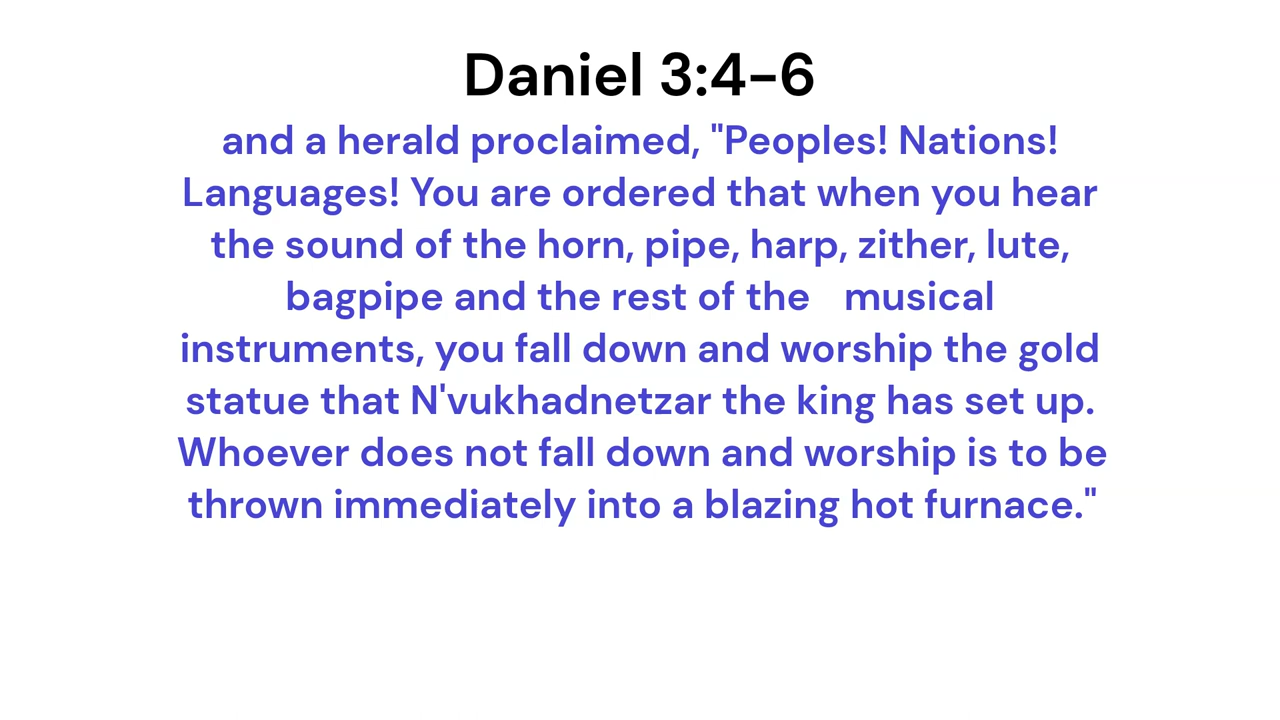 Daniel 3:4-6
and a herald proclaimed, "Peoples! Nations!
Languages! You are ordered that when you hear
the sound of the horn, pipe, harp, zither, lute,
bagpipe and the rest of the   musical
instruments, you fall down and worship the gold
statue that N'vukhadnetzar the king has set up.
Whoever does not fall down and worship is to be
thrown immediately into a blazing hot furnace."